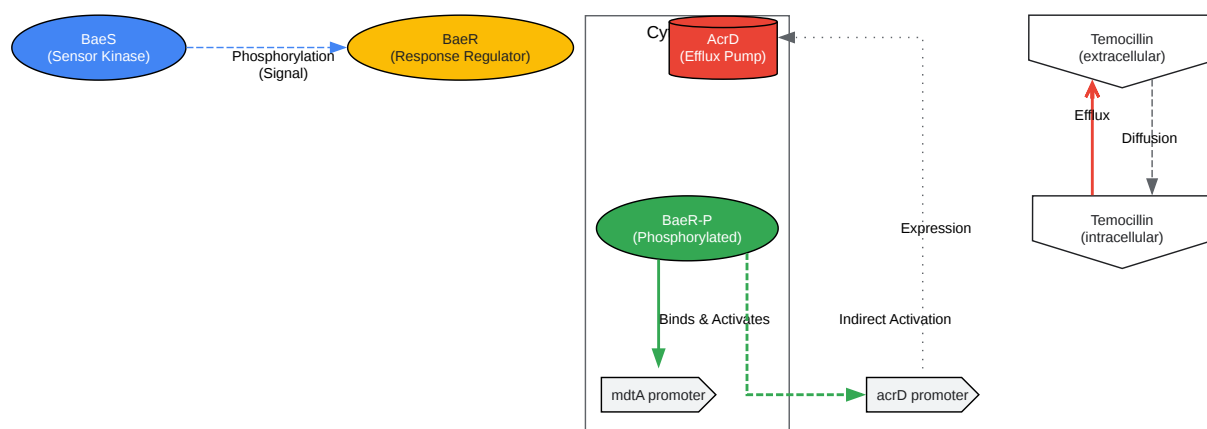 BaeS
(Sensor Kinase)
Phosphorylation
(Signal)
BaeR
(Response Regulator)
AcrD
(Efflux Pump)
Temocillin
(extracellular)
Efflux
Diffusion
Temocillin
(intracellular)
BaeR-P
(Phosphorylated)
Expression
Binds & Activates
Indirect Activation
mdtA promoter
acrD promoter